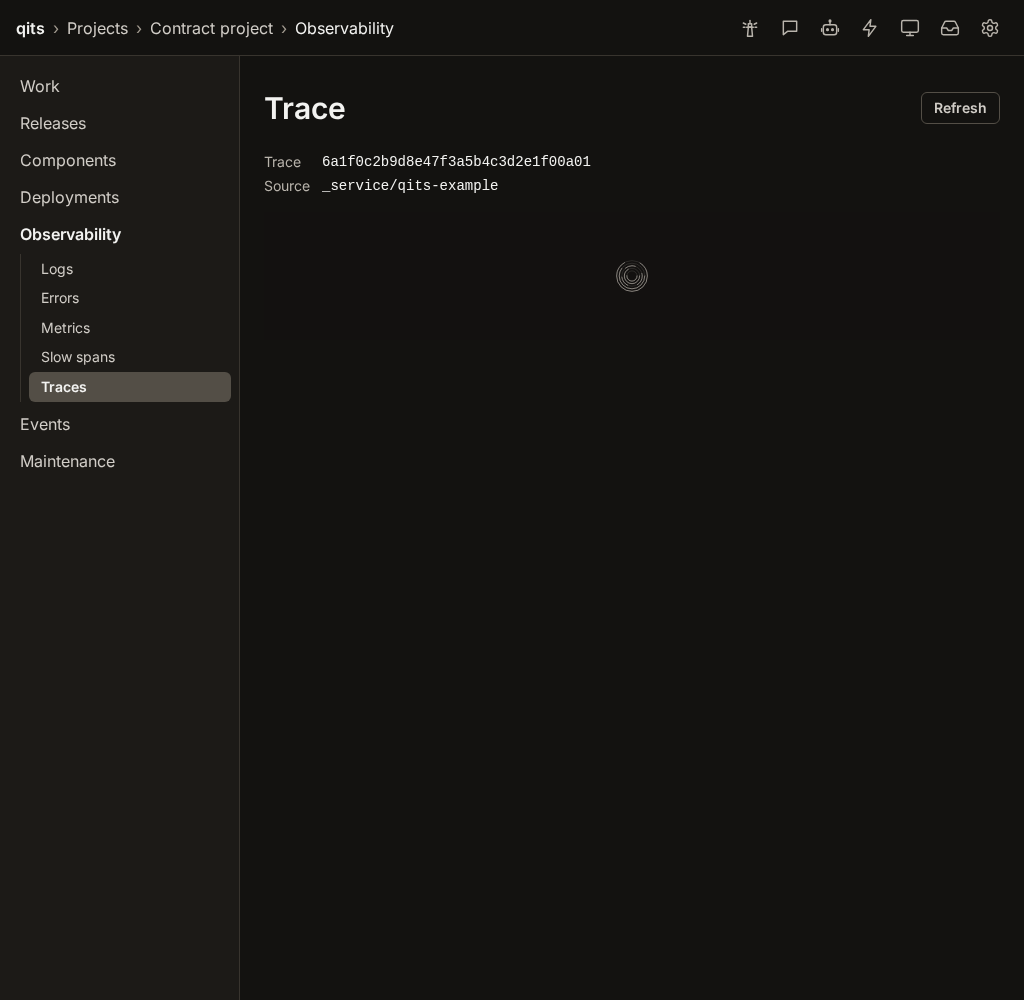 qits › Projects › Contract project › Observability
Work
Releases
Components
Deployments
Observability
Logs
Errors
Metrics
Slow spans
Traces
Events
Maintenance
Trace
Refresh
Trace 6a1f0c2b9d8e47f3a5b4c3d2e1f00a01
Source _service/qits-example